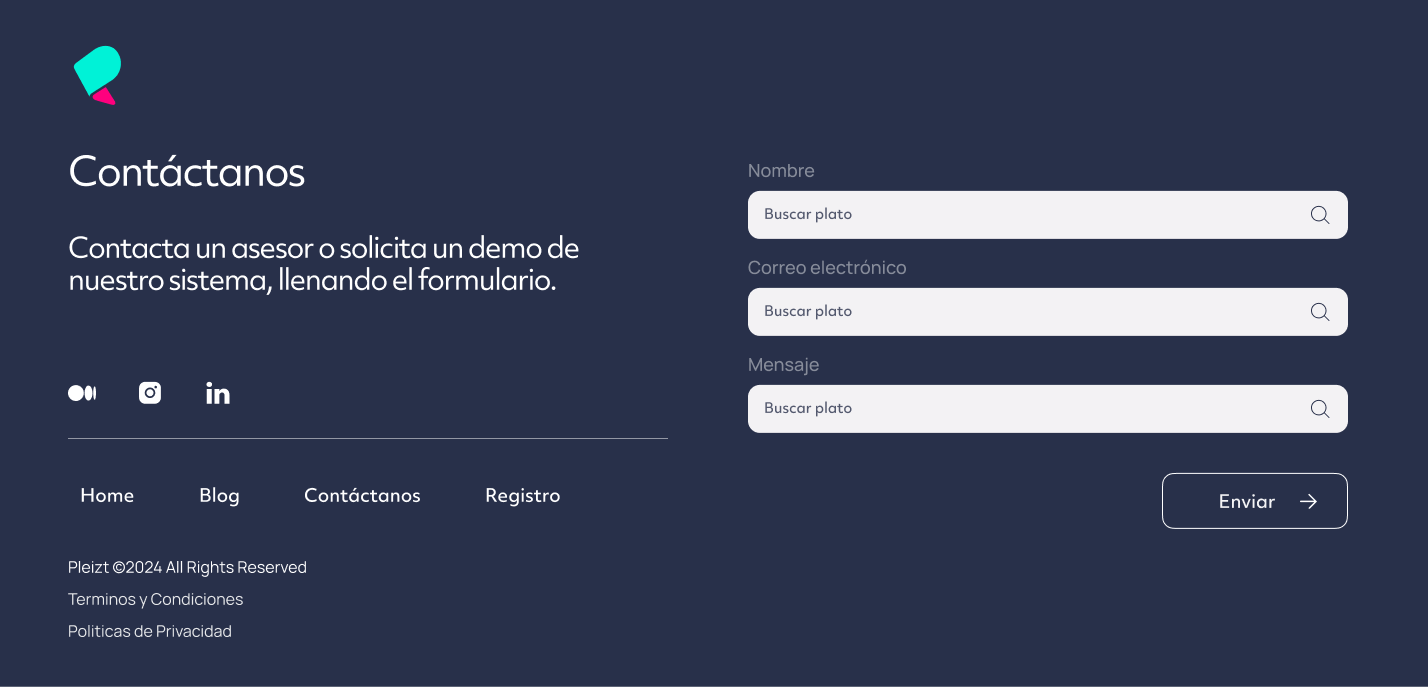 Contáctanos
Contacta un asesor o solicita un demo de
nuestro sistema, llenando el formulario.
Home
Blog
Contáctanos
Registro
Pleizt ©2024 All Rights Reserved
Terminos y Condiciones
Politicas de Privacidad
Nombre
Buscar plato
Correo electrónico
Buscar plato
Mensaje
Buscar plato
Enviar